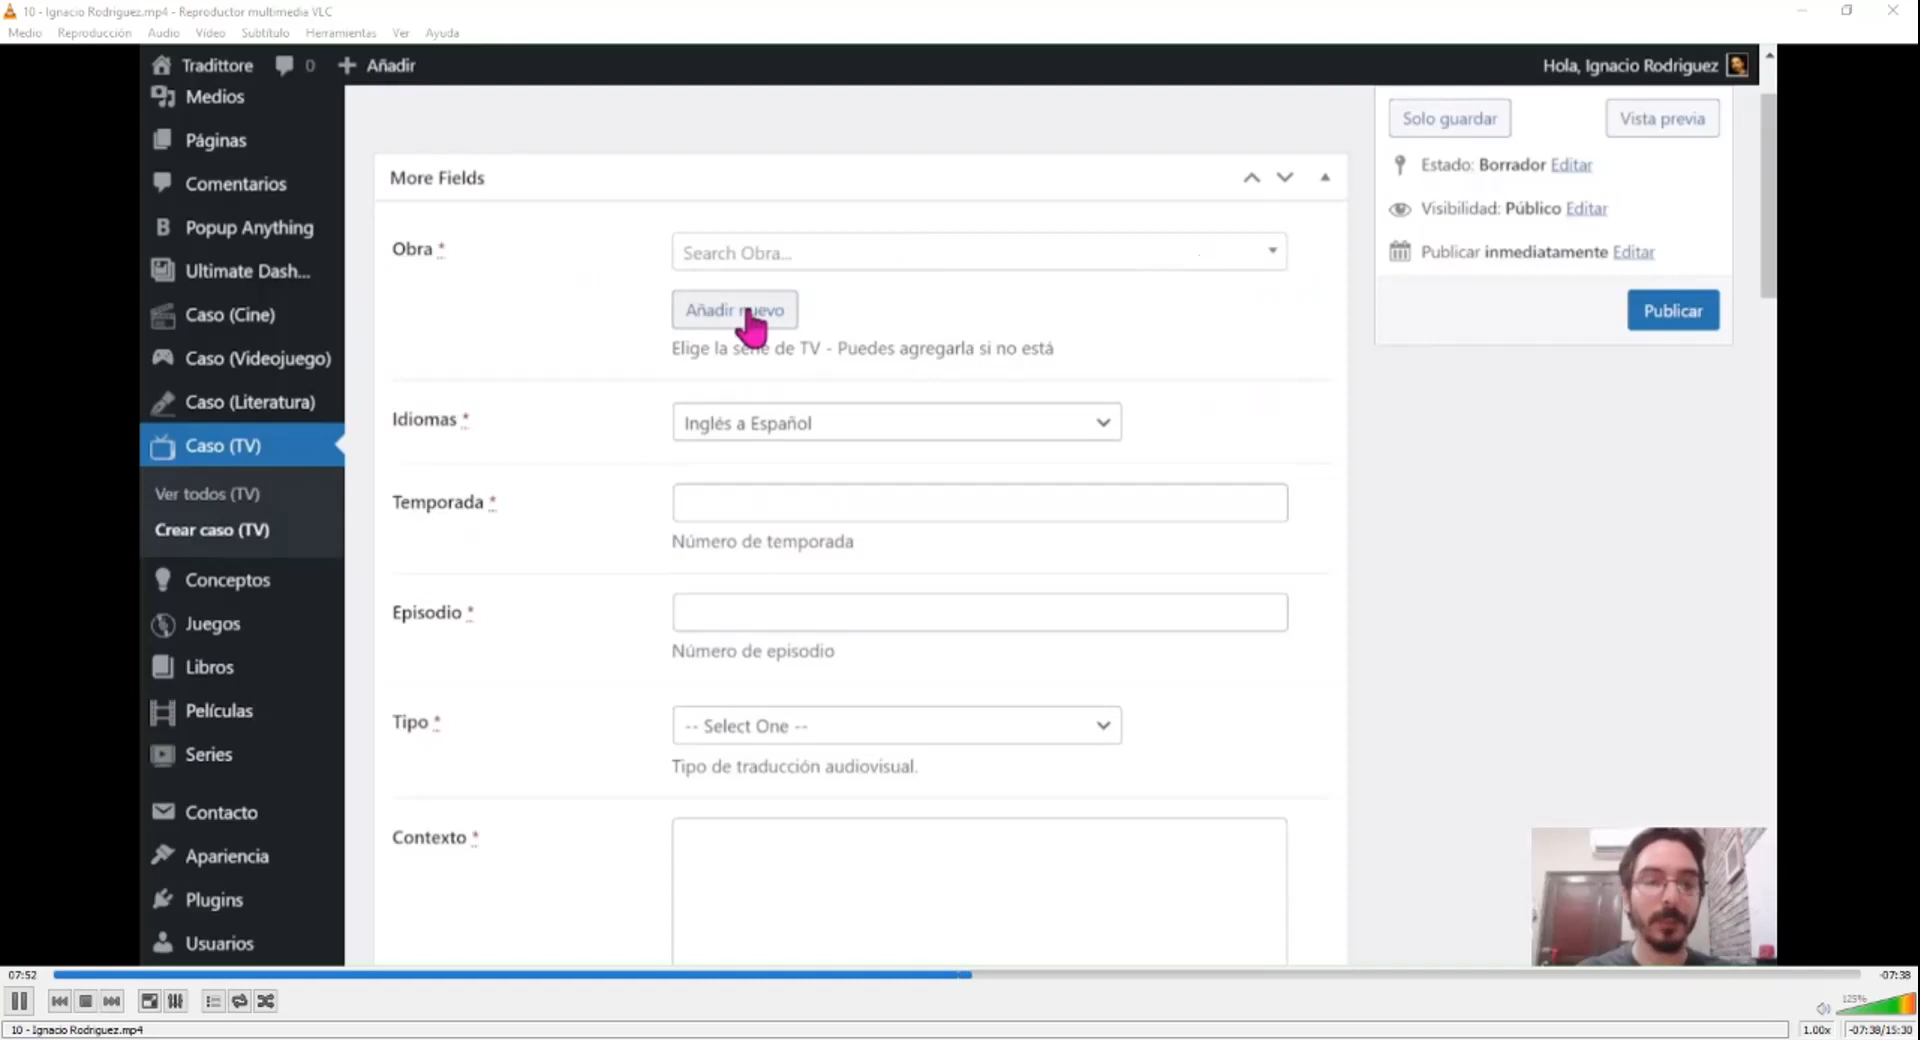 10 - Ignacio Rodriguez.mp4 - Reproductor multimedia VLC
Medio Reproducción Audio Vídeo Subtítulo Herramientas Ver Ayuda
Tradittore 0 Añadir Hola, Ignacio Rodriguez
Medios
Páginas
Comentarios
Popup Anything
Ultimate Dash...
Caso (Cine)
Caso (Videojuego)
Caso (Literatura)
Caso (TV)
Ver todos (TV)
Crear caso (TV)
Conceptos
Juegos
Libros
Películas
Series
Contacto
Apariencia
Plugins
Usuarios
More Fields
Obra *
Search Obra...
Añadir nuevo
Elige la serie de TV - Puedes agregarla si no está
Idiomas *
Inglés a Español
Temporada *
Número de temporada
Episodio *
Número de episodio
Tipo *
-- Select One --
Tipo de traducción audiovisual.
Contexto *
Solo guardar Vista previa
Estado: Borrador Editar
Visibilidad: Público Editar
Publicar inmediatamente Editar
Publicar
07:52 -07:38
125%
10 - Ignacio Rodriguez.mp4 1.00x -07:38/15:30